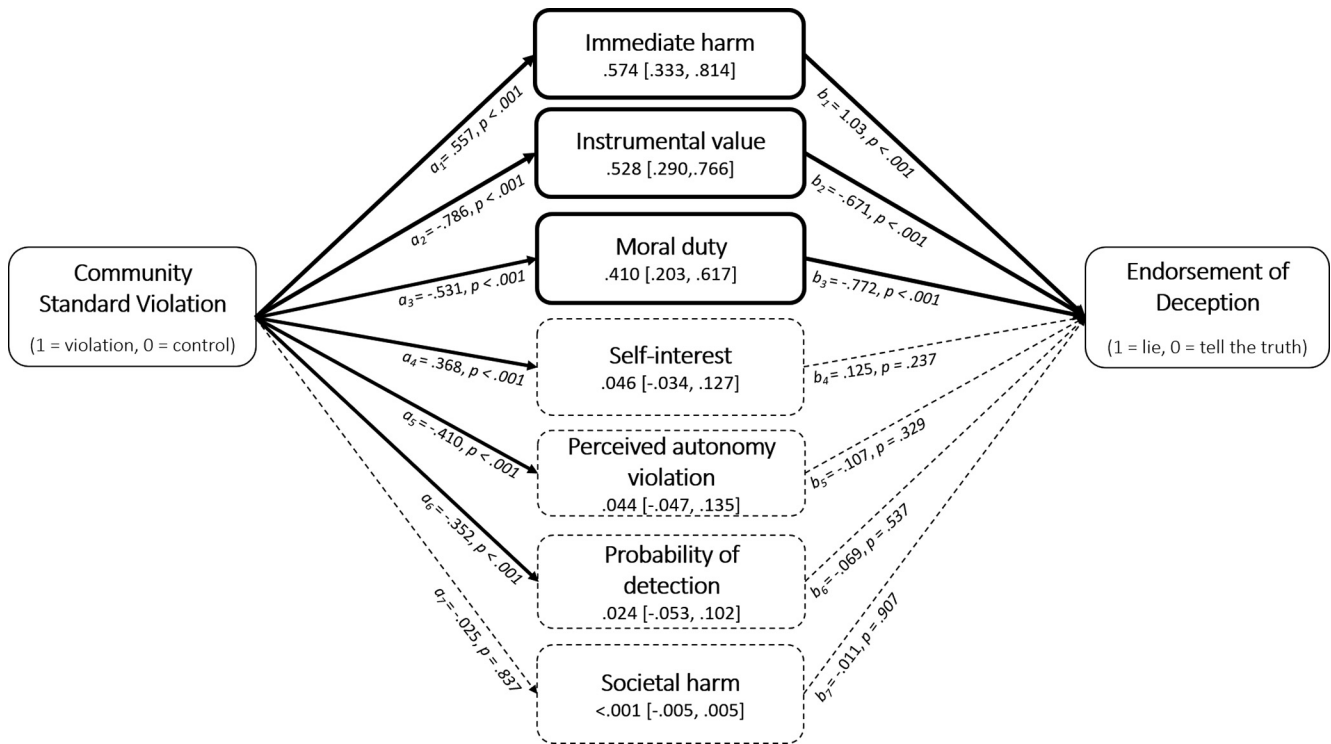 Community
Standard Violation
(1 = violation, 0 = control)
a1= .557, p < .001
a2= -.786, p < .001
a3= -.531, p < .001
a4= .368, p < .001
a5= -.410, p < .001
a6= -.352, p < .001
a7= -.025, p = .837
Immediate harm
.574 [.333, .814]
Instrumental value
.528 [.290,.766]
Moral duty
.410 [.203, .617]
Self-interest
.046 [-.034, .127]
Perceived autonomy
violation
.044 [-.047, .135]
Probability of
detection
.024 [-.053, .102]
Societal harm
<.001 [-.005, .005]
b1= 1.03, p < .001
b2= -.671, p < .001
b3= -.772, p < .001
b4= .125, p = .237
b5= -.107, p = .329
b6= -.069, p = .537
b7= -.011, p = .907
Endorsement of
Deception
(1 = lie, 0 = tell the truth)